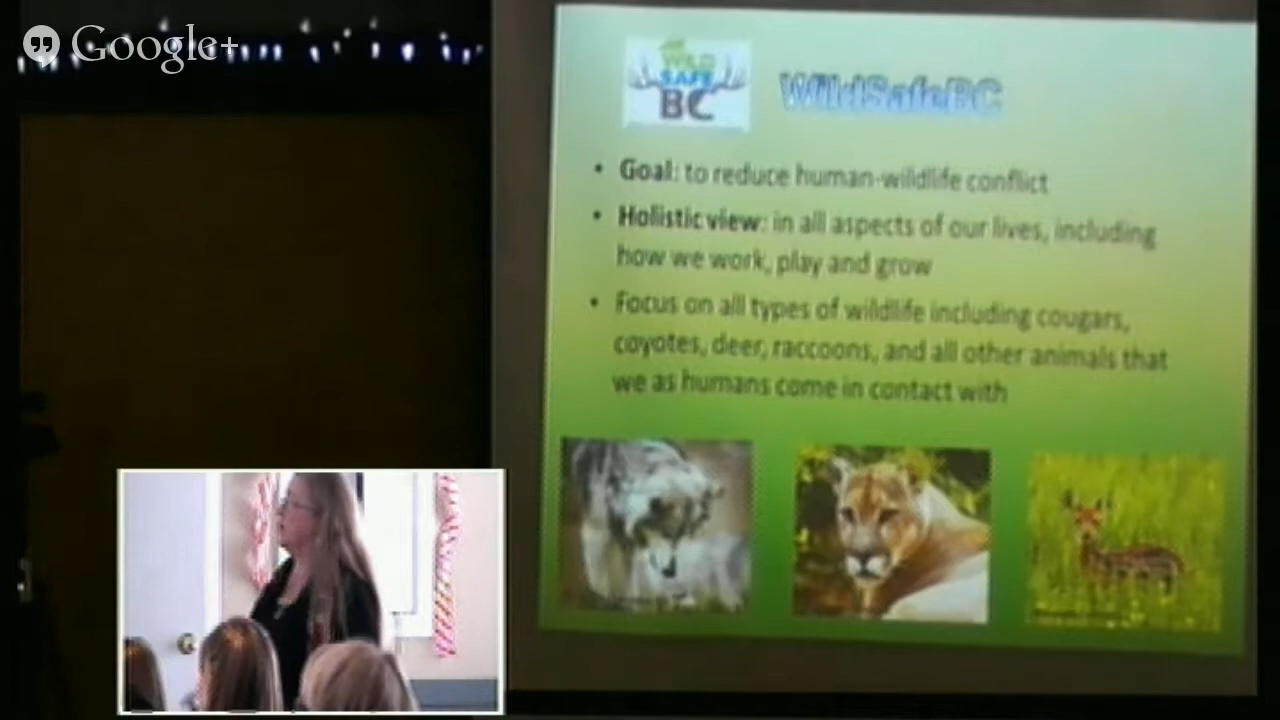 Google+
WILD
SAFE
BC
WildSafeBC
• Goal: to reduce human-wildlife conflict
• Holistic view: in all aspects of our lives, including
how we work, play and grow
• Focus on all types of wildlife including cougars,
coyotes, deer, raccoons, and all other animals that
we as humans come in contact with